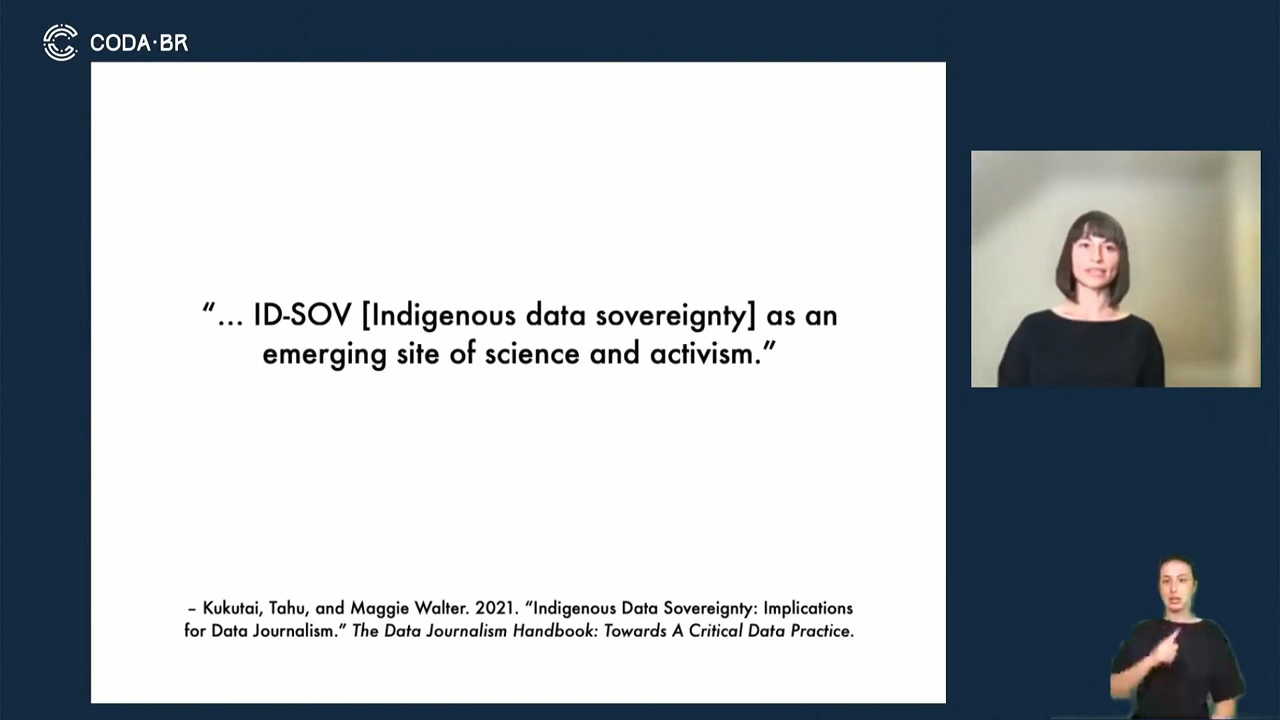 CODA·BR
“... ID-SOV [Indigenous data sovereignty] as an
emerging site of science and activism.”
– Kukutai, Tahu, and Maggie Walter. 2021. “Indigenous Data Sovereignty: Implications
for Data Journalism.” The Data Journalism Handbook: Towards A Critical Data Practice.